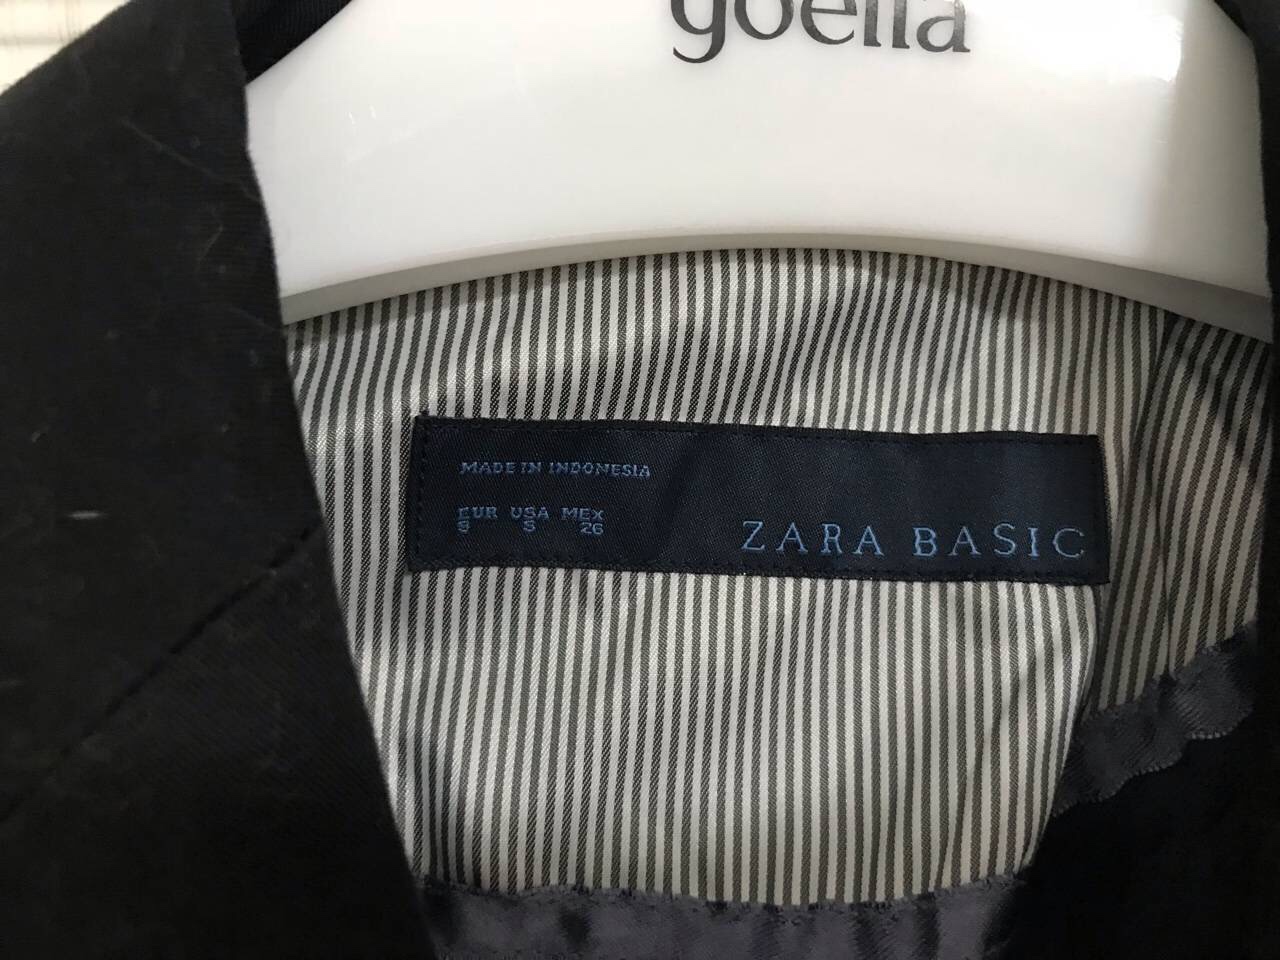 goella
MADE IN INDONESIA
EUR USA MEX
S S 26
ZARA BASIC